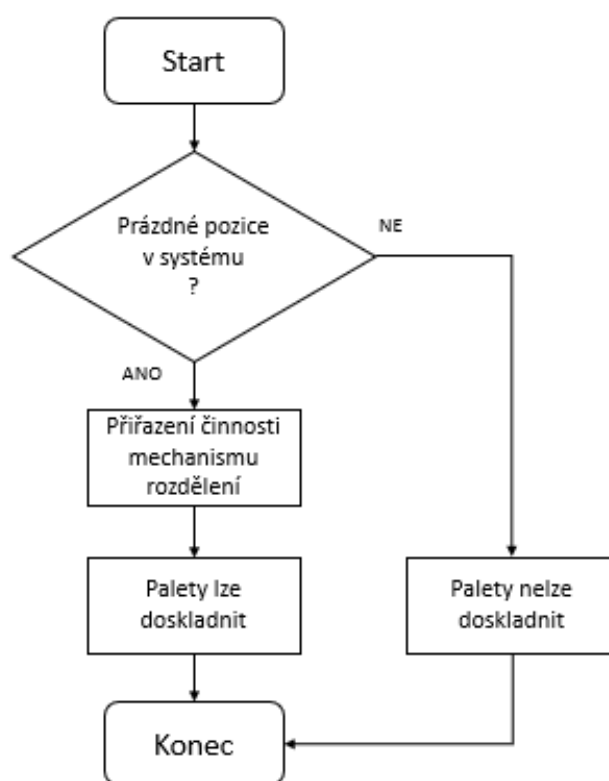 Start
Prázdné pozice
v systému
?
NE
ANO
Přiřazení činnosti
mechanismu
rozdělení
Palety lze
doskladnit
Palety nelze
doskladnit
Konec